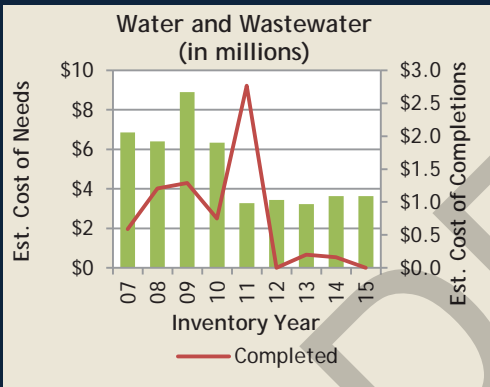 Water and Wastewater
(in millions)
Est. Cost of Needs
$10
$8
$6
$4
$2
$0
$3.0
$2.5
$2.0
$1.5
$1.0
$0.5
$0.0
Est. Cost of Completions
07 08 09 10 11 12 13 14 15
Inventory Year
Completed